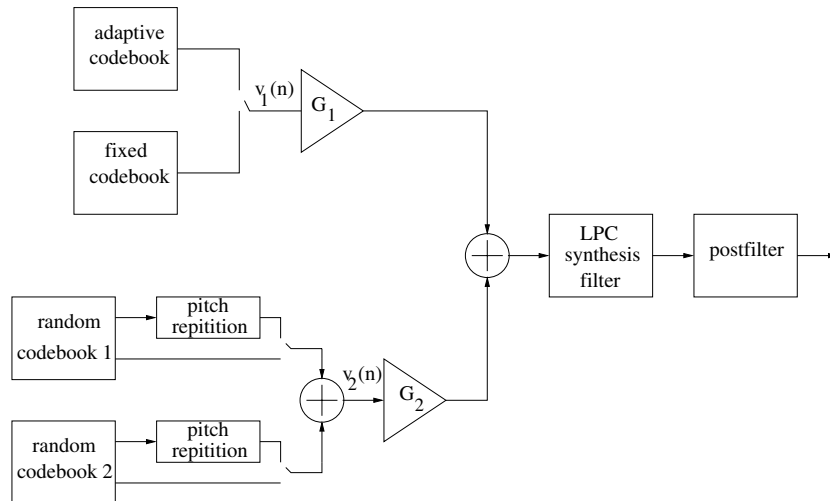 adaptive
codebook
v1(n)
G1
fixed
codebook
LPC
synthesis
filter
postfilter
pitch
repitition
random
codebook 1
v2(n)
G2
pitch
repitition
random
codebook 2